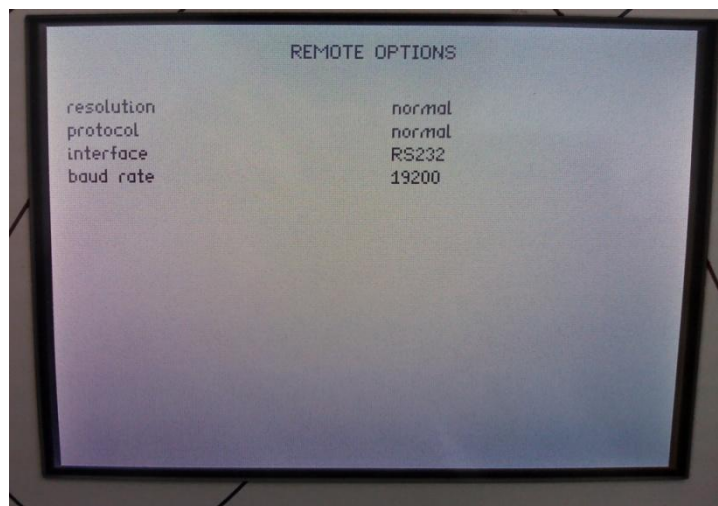 REMOTE OPTIONS
resolution normal
protocol normal
interface RS232
baud rate 19200